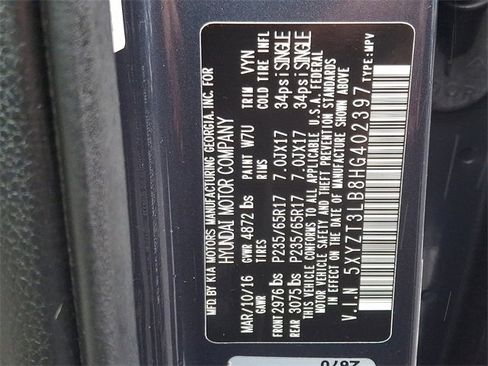 MFD. BY KIA MOTORS MANUFACTURING GEORGIA, INC. FOR
HYUNDAI MOTOR COMPANY
MAR/10/16 GVWR 4872 lbs PAINT W7U TRIM VYN
GAWR TIRES RIMS COLD TIRE INFL
FRONT 2976 lbs P235/65R17 7.0JX17 34psi SINGLE
REAR 3075 lbs P235/65R17 7.0JX17 34psi SINGLE
THIS VEHICLE CONFORMS TO ALL APPLICABLE U.S.A. FEDERAL
MOTOR VEHICLE SAFETY AND THEFT PREVENTION STANDARDS
IN EFFECT ON THE DATE OF MANUFACTURE SHOWN ABOVE
V.I.N 5XYZT3LB8HG402397 TYPE:MPV